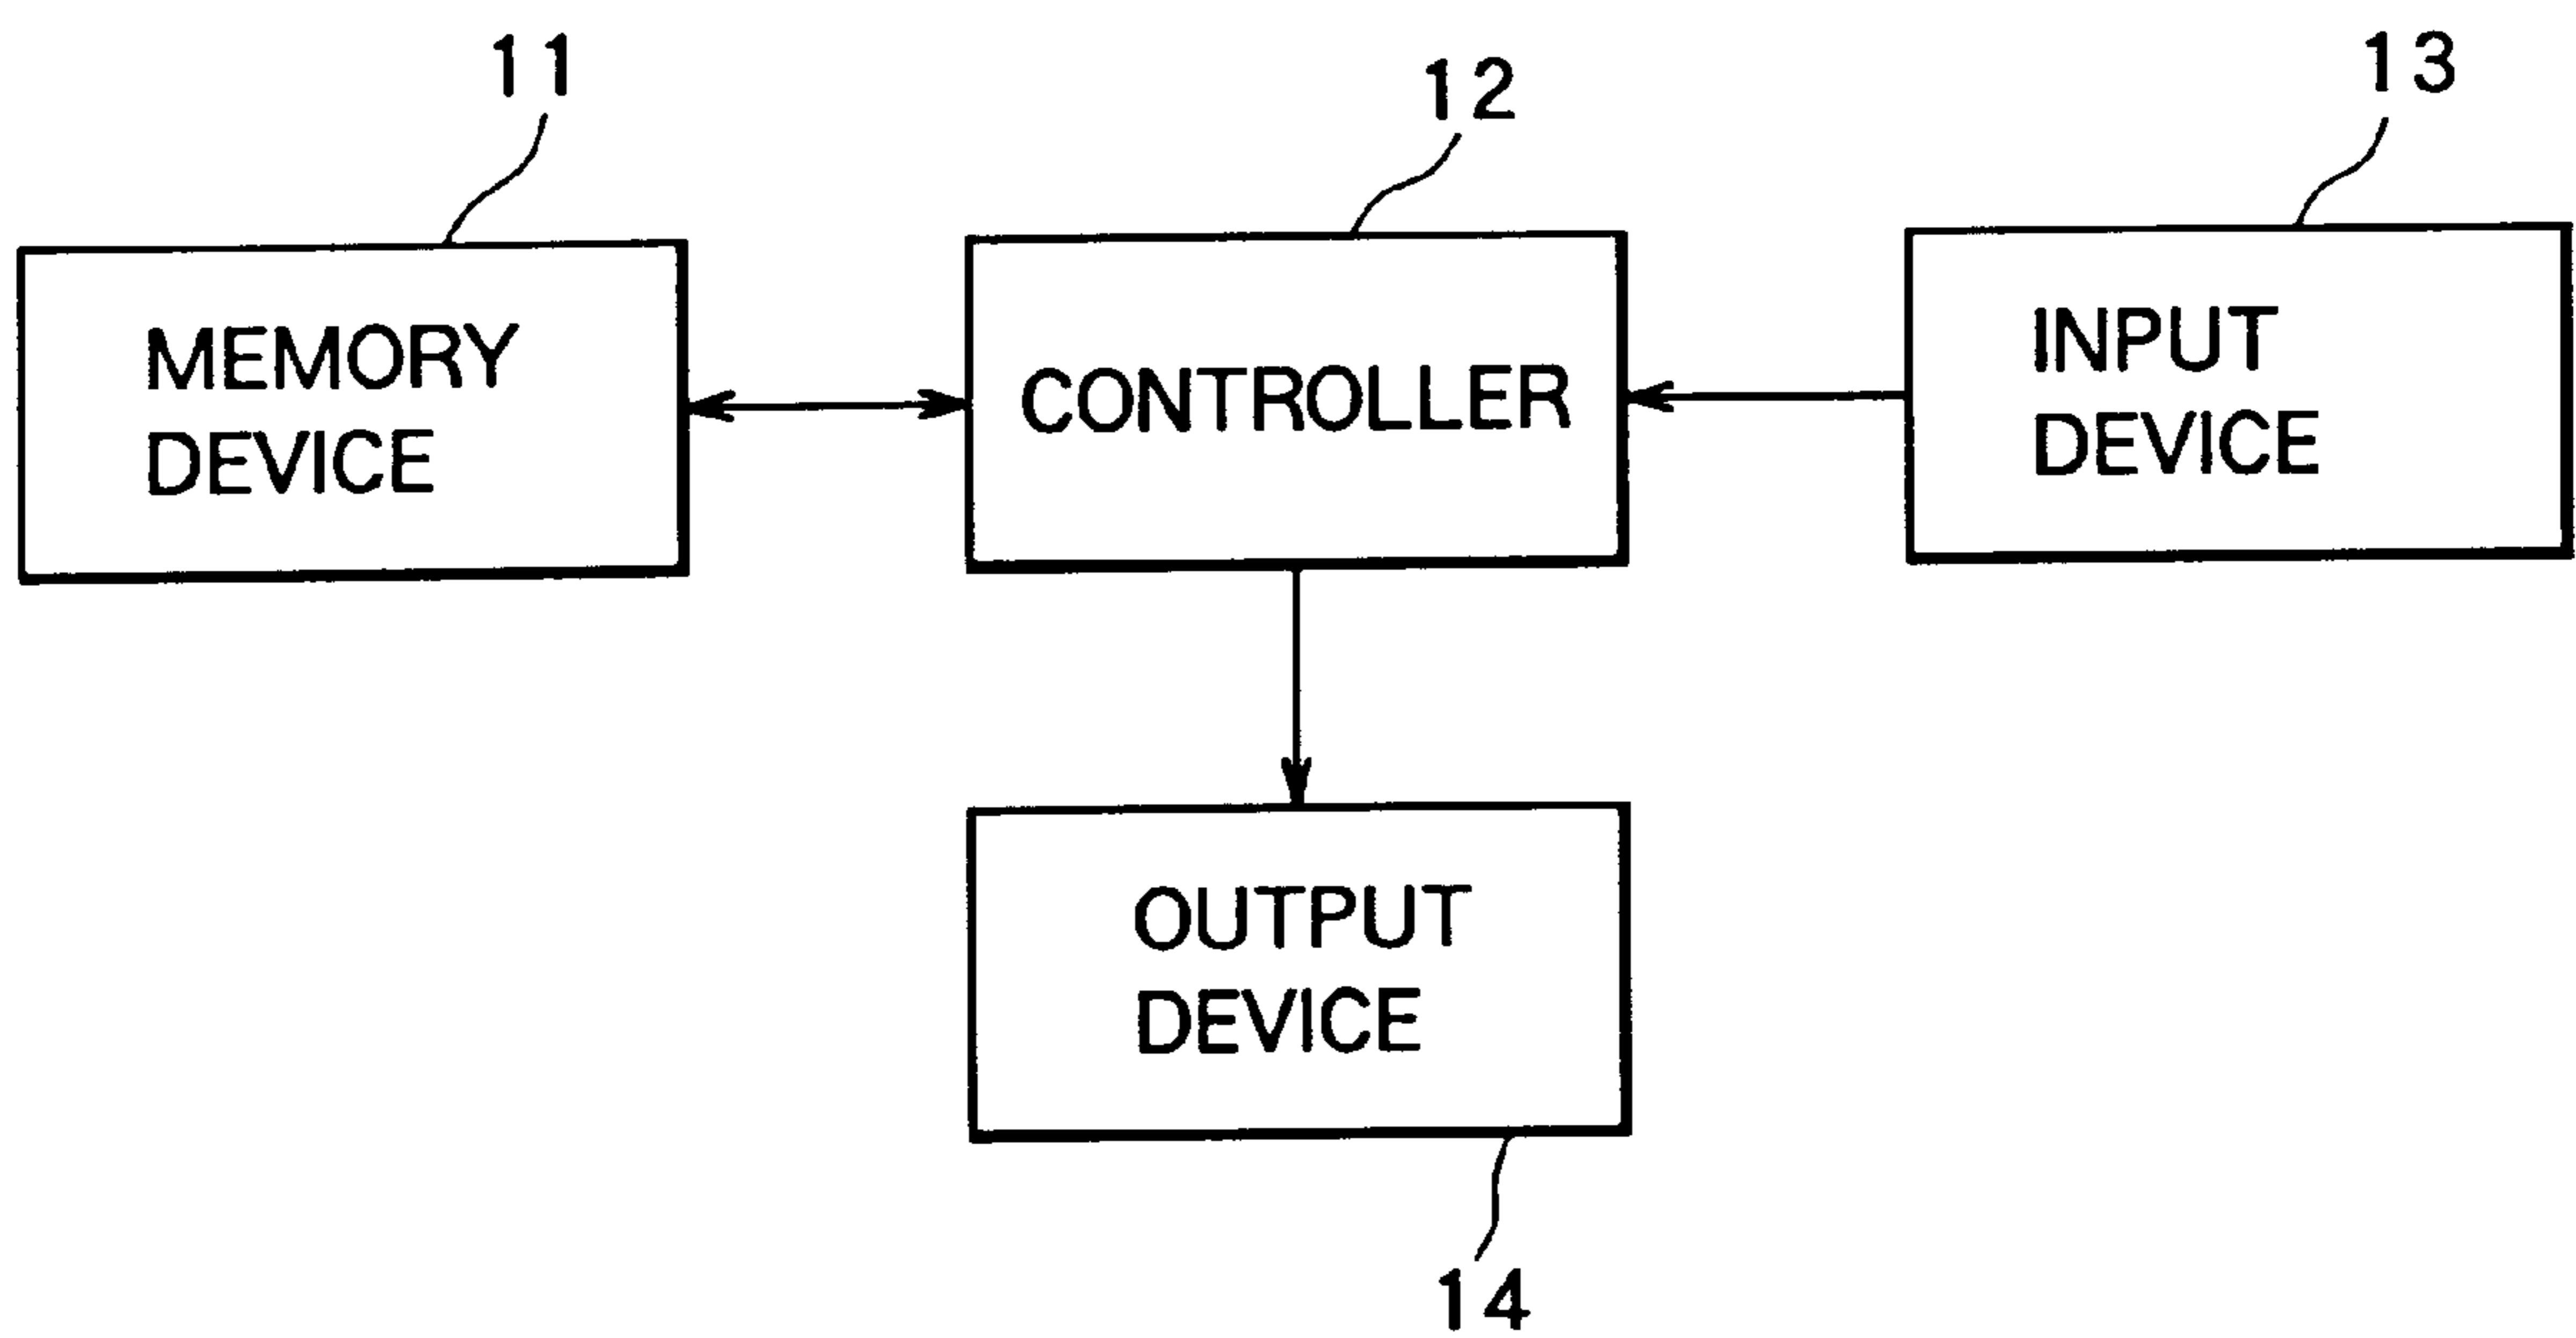 11
12
13
MEMORY
DEVICE
CONTROLLER
INPUT
DEVICE
OUTPUT
DEVICE
14